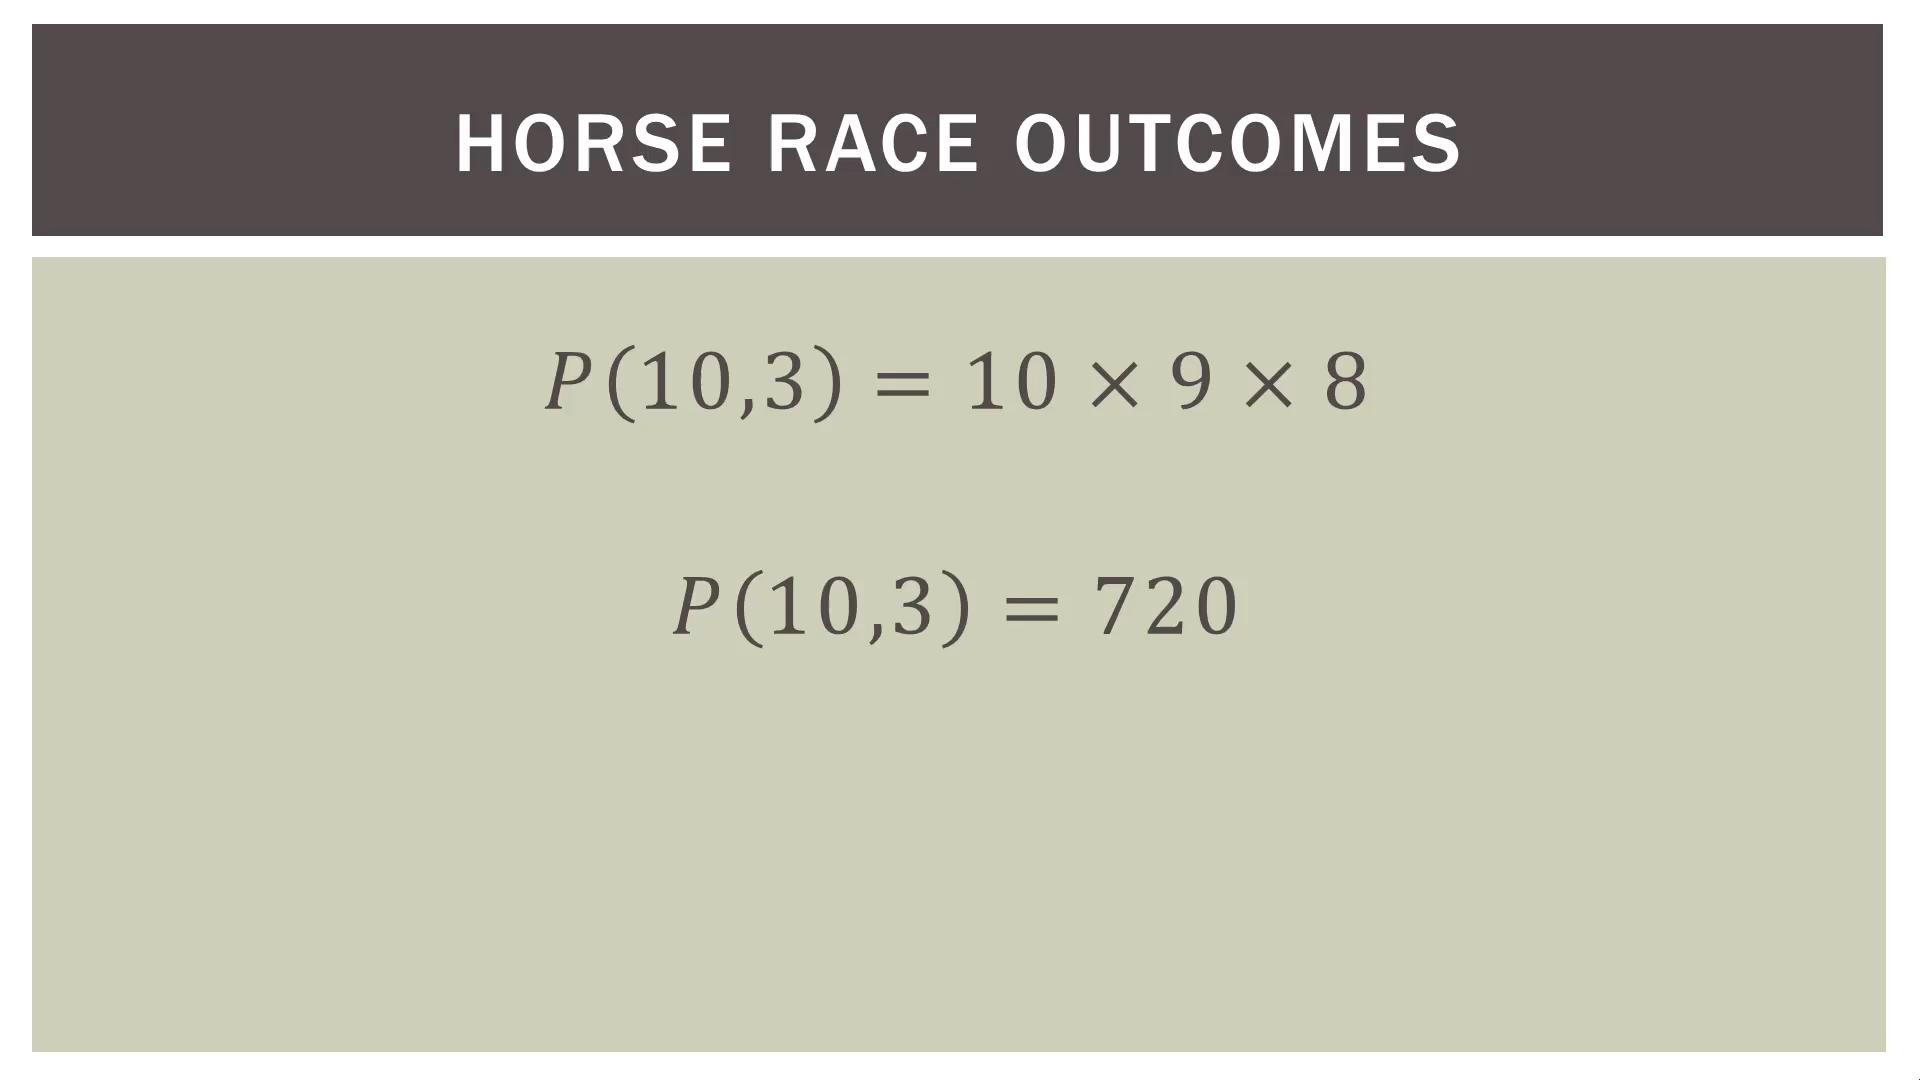 HORSE RACE OUTCOMES
P(10,3) = 10 × 9 × 8
P(10,3) = 720